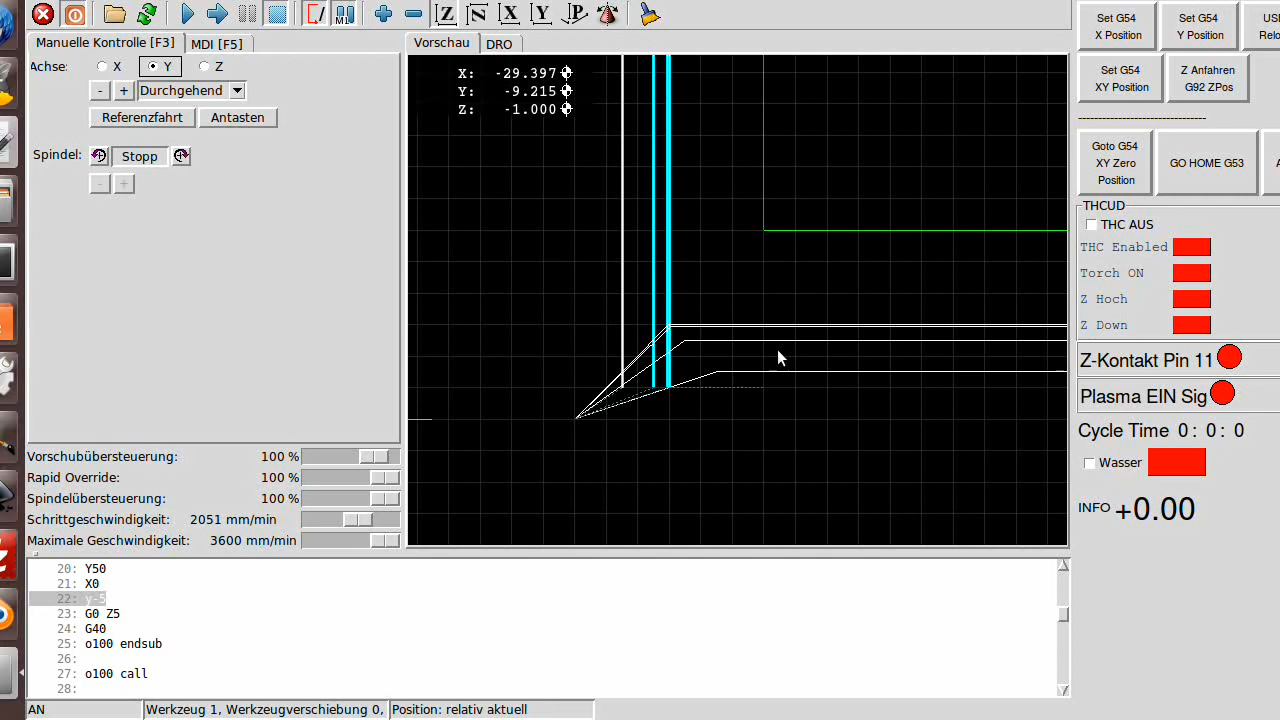 Manuelle Kontrolle [F3]
MDI [F5]
Achse:
X
Y
Z
-
+
Durchgehend
Referenzfahrt
Antasten
Spindel:
Stopp
-
+
Vorschubübersteuerung: 100 %
Rapid Override: 100 %
Spindelübersteuerung: 100 %
Schrittgeschwindigkeit: 2051 mm/min
Maximale Geschwindigkeit: 3600 mm/min
M1
Z
N
X
Y
P
Vorschau
DRO
X: -29.397
Y: -9.215
Z: -1.000
Set G54
X Position
Set G54
Y Position
Set G54
XY Position
Z Anfahren
G92 ZPos
Goto G54
XY Zero
Position
GO HOME G53
THCUD
THC AUS
THC Enabled
Torch ON
Z Hoch
Z Down
Z-Kontakt Pin 11
Plasma EIN Sig
Cycle Time 0: 0: 0
Wasser
INFO +0.00
20: Y50
21: X0
22: y-5
23: G0 Z5
24: G40
25: o100 endsub
26:
27: o100 call
28:
AN
Werkzeug 1, Werkzeugverschiebung 0,
Position: relativ aktuell